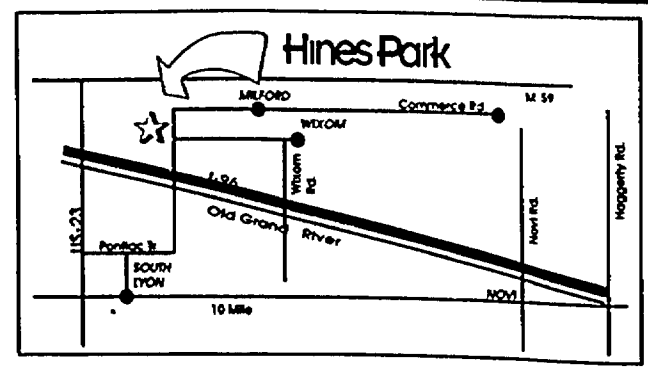 Hines Park
MILFORD
Commerce Rd
M 59
WIXOM
Wixom
Rd.
I-96
Old Grand River
US-23
Pontiac Tr
SOUTH
LYON
10 Mile
NOVI
Novi Rd.
Haggerty Rd.